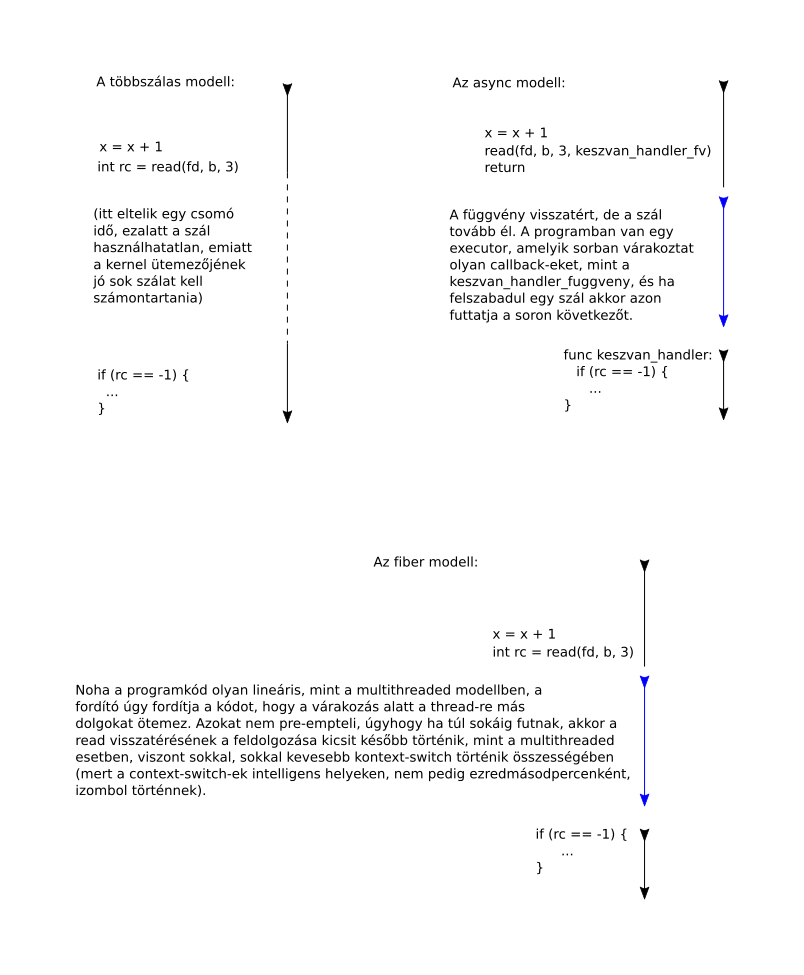 A többszálas modell:
x = x + 1
int rc = read(fd, b, 3)
(itt eltelik egy csomó
idő, ezalatt a szál
használhatatlan, emiatt
a kernel ütemezőjének
jó sok szálat kell
számontartania)
if (rc == -1) {
...
}
Az async modell:
x = x + 1
read(fd, b, 3, keszvan_handler_fv)
return
A függvény visszatért, de a szál
tovább él. A programban van egy
executor, amelyik sorban várakoztat
olyan callback-eket, mint a
keszvan_handler_fuggveny, és ha
felszabadul egy szál akkor azon
futtatja a soron következőt.
func keszvan_handler:
if (rc == -1) {
...
}
Az fiber modell:
x = x + 1
int rc = read(fd, b, 3)
Noha a programkód olyan lineáris, mint a multithreaded modellben, a
fordító úgy fordítja a kódot, hogy a várakozás alatt a thread-re más
dolgokat ötemez. Azokat nem pre-empteli, úgyhogy ha túl sokáig futnak, akkor a
read visszatérésének a feldolgozása kicsit később történik, mint a multithreaded
esetben, viszont sokkal, sokkal kevesebb kontext-switch történik összességében
(mert a context-switch-ek intelligens helyeken, nem pedig ezredmásodpercenként,
izombol történnek).
if (rc == -1) {
...
}